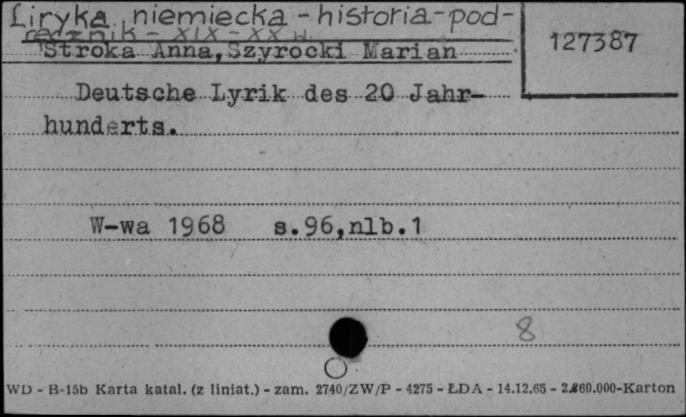 Liryka niemiecka - historia - pod-
ręcznik - XIX - XX w.
127387
Stroka Anna, Szyrocki Marian
Deutsche Lyrik des 20 Jahr-
hunderts.
W-wa 1968 s.96,nlb.1
8
WD - B-15b Karta katal. (z liniat.) - zam. 2740/ZW/P - 4275 - ŁDA - 14.12.65 - 2.260.000-Karton